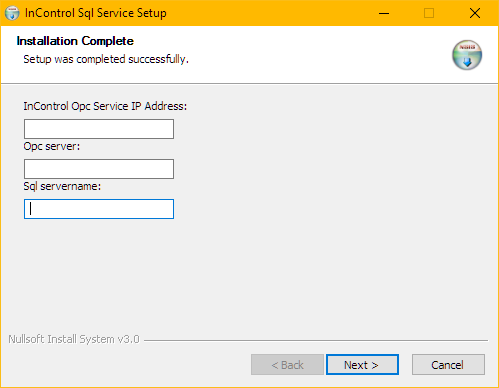 InControl Sql Service Setup
Installation Complete
Setup was completed successfully.
InControl Opc Service IP Address:
Opc server:
Sql servername:
Nullsoft Install System v3.0
< Back
Next >
Cancel